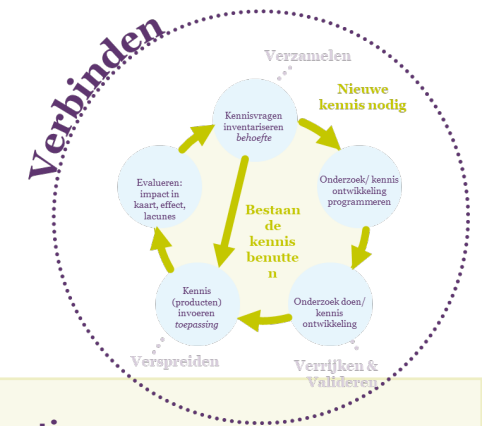 Verbinden
Verzamelen
Nieuwe
kennis nodig
Kennisvragen
inventariseren
behoefte
Onderzoek/ kennis
ontwikkeling
programmeren
Evalueren:
impact in
kaart, effect,
lacunes
Bestaan
de
kennis
benutte
n
Kennis
(producten)
invoeren
toepassing
Onderzoek doen/
kennis
ontwikkeling
Verspreiden
Verrijken &
Valideren